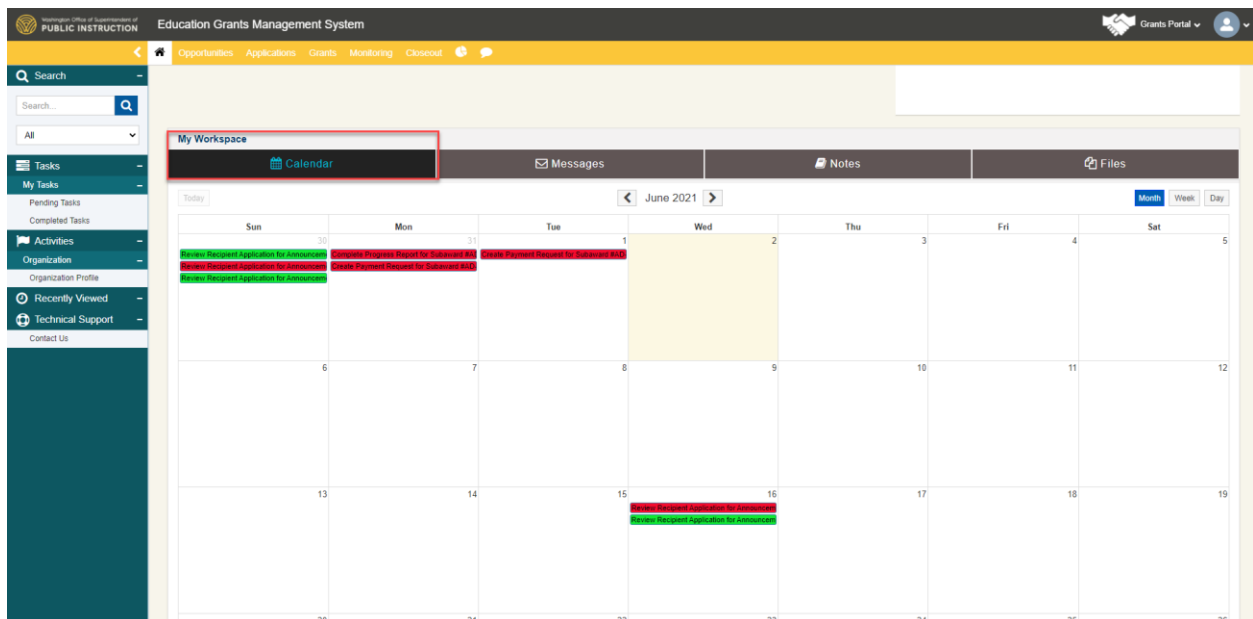 Washington Office of Superintendent of
PUBLIC INSTRUCTION
Education Grants Management System
Grants Portal
Opportunities Applications Grants Monitoring Closeout
Search
Search...
All
Tasks
My Tasks
Pending Tasks
Completed Tasks
Activities
Organization
Organization Profile
Recently Viewed
Technical Support
Contact Us
My Workspace
Calendar Messages Notes Files
Today June 2021 Month Week Day
Sun Mon Tue Wed Thu Fri Sat
30 31 1 2 3 4 5
Review Recipient Application for Announcem Complete Progress Report for Subaward #AD Create Payment Request for Subaward #AD-
Review Recipient Application for Announcem Create Payment Request for Subaward #AD-
Review Recipient Application for Announcem
6 7 8 9 10 11 12
13 14 15 16 17 18 19
Review Recipient Application for Announcem
Review Recipient Application for Announcem